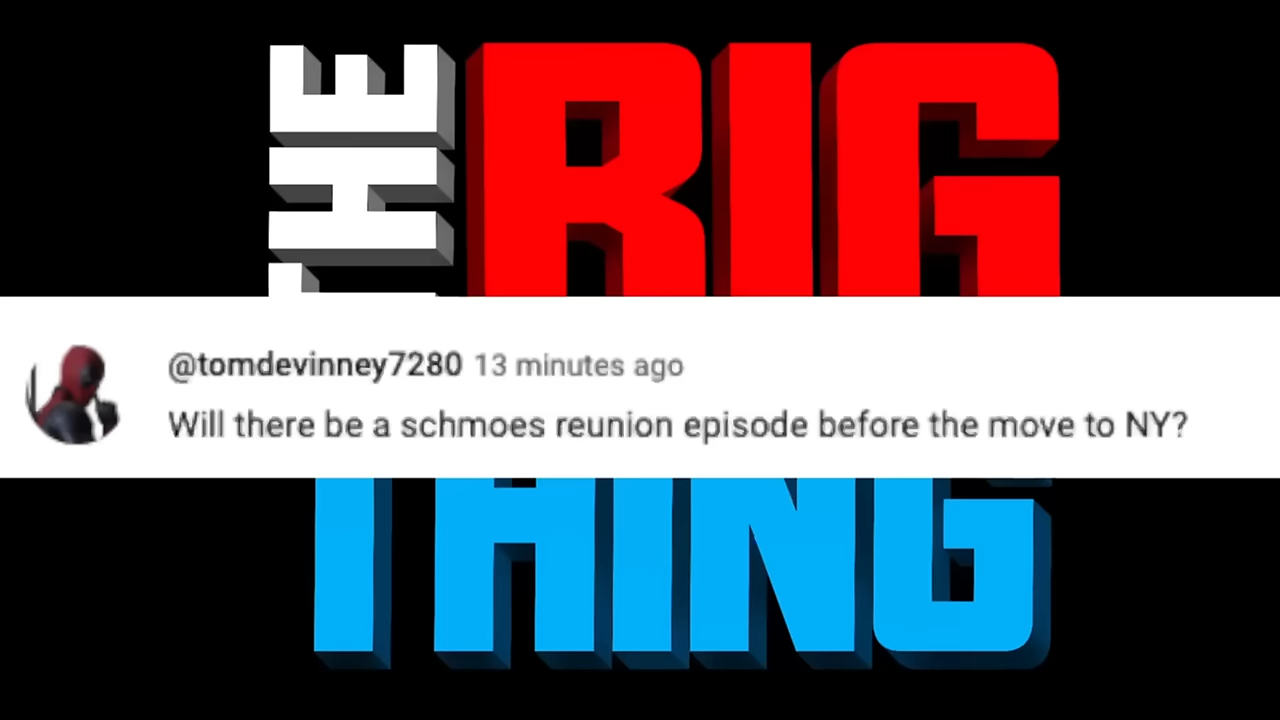 THE
BIG
@tomdevinney7280 13 minutes ago
Will there be a schmoes reunion episode before the move to NY?
THING